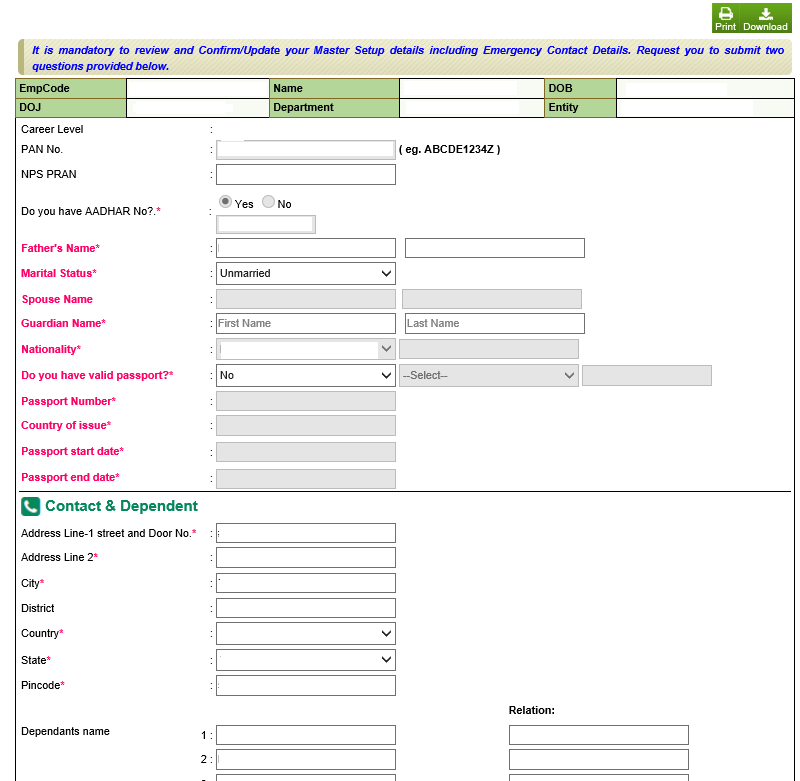 Print Download
It is mandatory to review and Confirm/Update your Master Setup details including Emergency Contact Details. Request you to submit two
questions provided below.
EmpCode Name DOB
DOJ Department Entity
Career Level :
PAN No. : ( eg. ABCDE1234Z )
NPS PRAN :
Do you have AADHAR No?.* : Yes No
Father's Name* :
Marital Status* : Unmarried
Spouse Name :
Guardian Name* : First Name Last Name
Nationality* :
Do you have valid passport?* : No --Select--
Passport Number* :
Country of issue* :
Passport start date* :
Passport end date* :
Contact & Dependent
Address Line-1 street and Door No.* :
Address Line 2* :
City* :
District :
Country* :
State* :
Pincode* :
Relation:
Dependants name 1 :
2 :